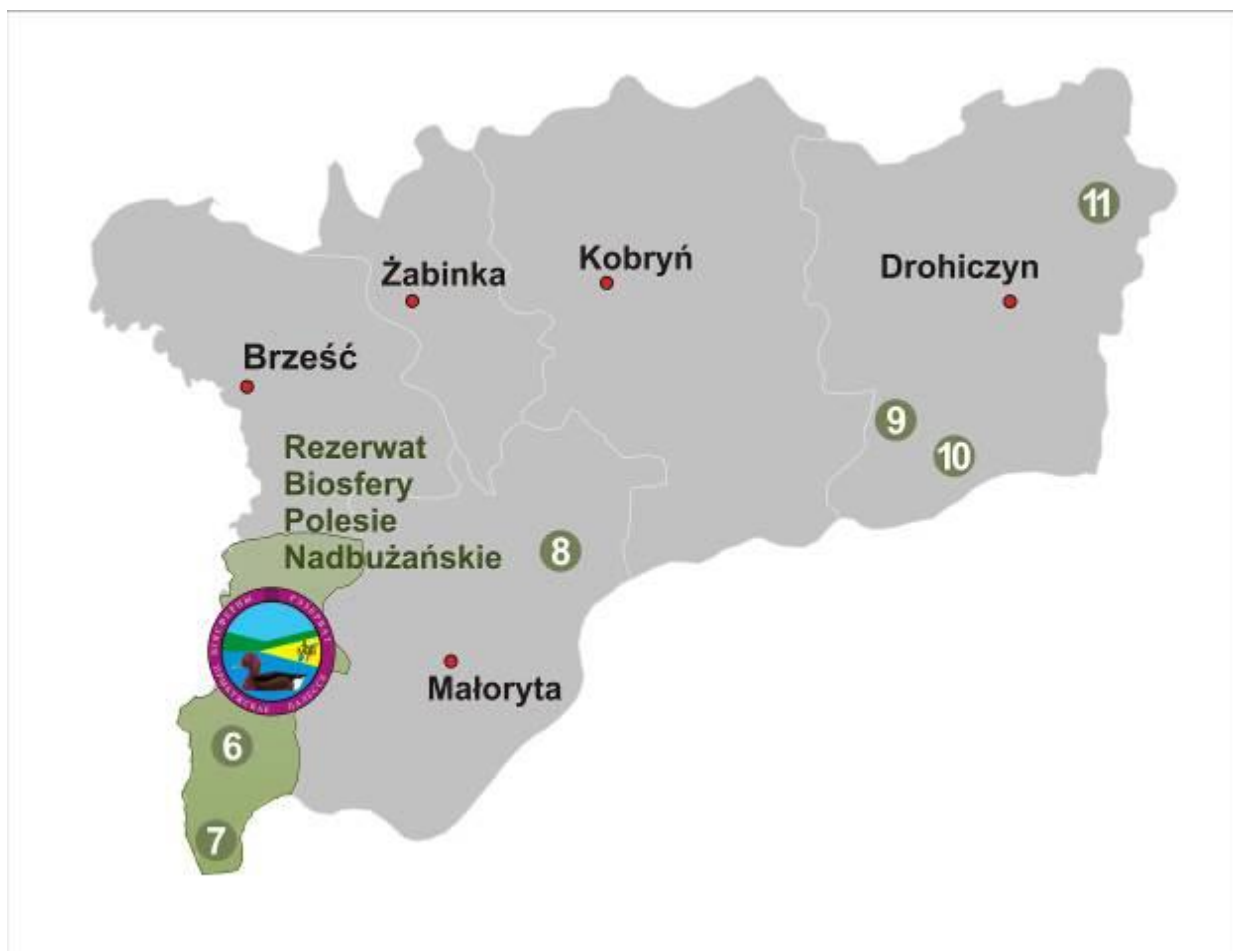 11
Kobryń
Żabinka
Drohiczyn
Brześć
9
Rezerwat
Biosfery
Polesie
Nadbużańskie
10
8
Małoryta
6
7